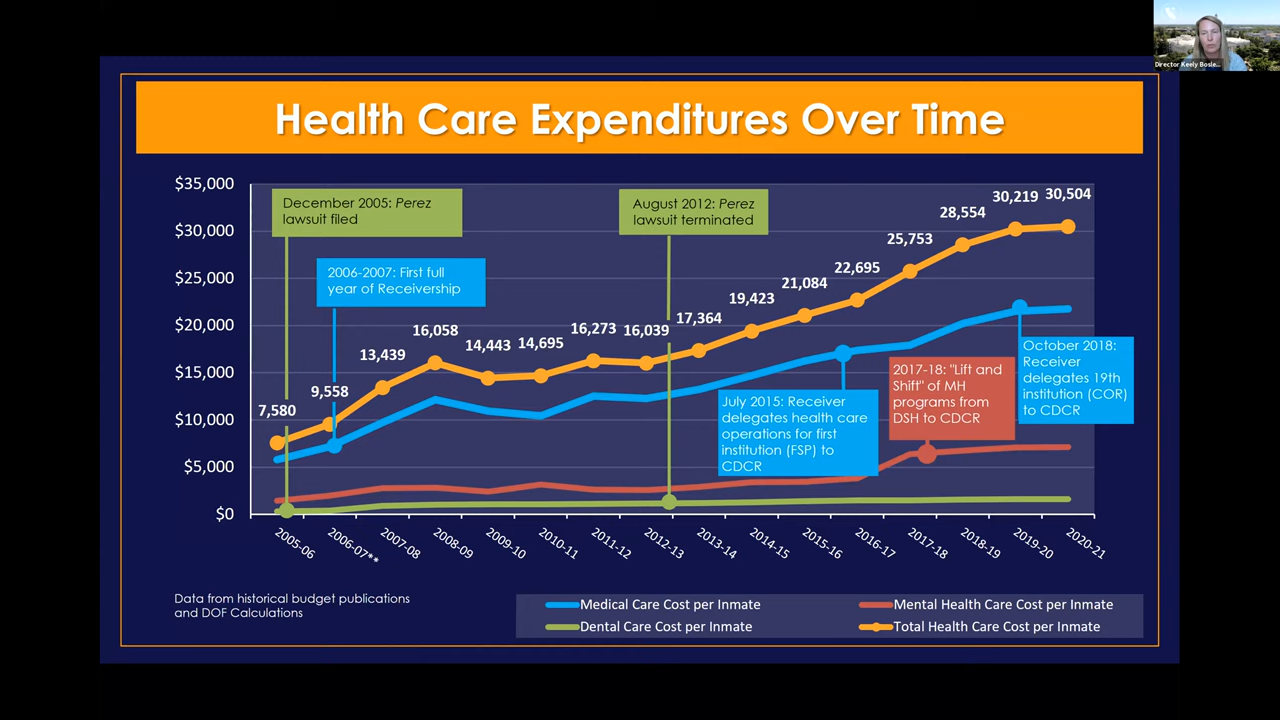 Director Keely Bosle...
Health Care Expenditures Over Time
$35,000
$30,000
$25,000
$20,000
$15,000
$10,000
$5,000
$0
December 2005: Perez
lawsuit filed
2006-2007: First full
year of Receivership
August 2012: Perez
lawsuit terminated
July 2015: Receiver
delegates health care
operations for first
institution (FSP) to
CDCR
2017-18: "Lift and
Shift" of MH
programs from
DSH to CDCR
October 2018:
Receiver
delegates 19th
institution (COR)
to CDCR
7,580
9,558
13,439
16,058
14,443
14,695
16,273
16,039
17,364
19,423
21,084
22,695
25,753
28,554
30,219
30,504
2005-06
2006-07**
2007-08
2008-09
2009-10
2010-11
2011-12
2012-13
2013-14
2014-15
2015-16
2016-17
2017-18
2018-19
2019-20
2020-21
Data from historical budget publications
and DOF Calculations
Medical Care Cost per Inmate
Mental Health Care Cost per Inmate
Dental Care Cost per Inmate
Total Health Care Cost per Inmate